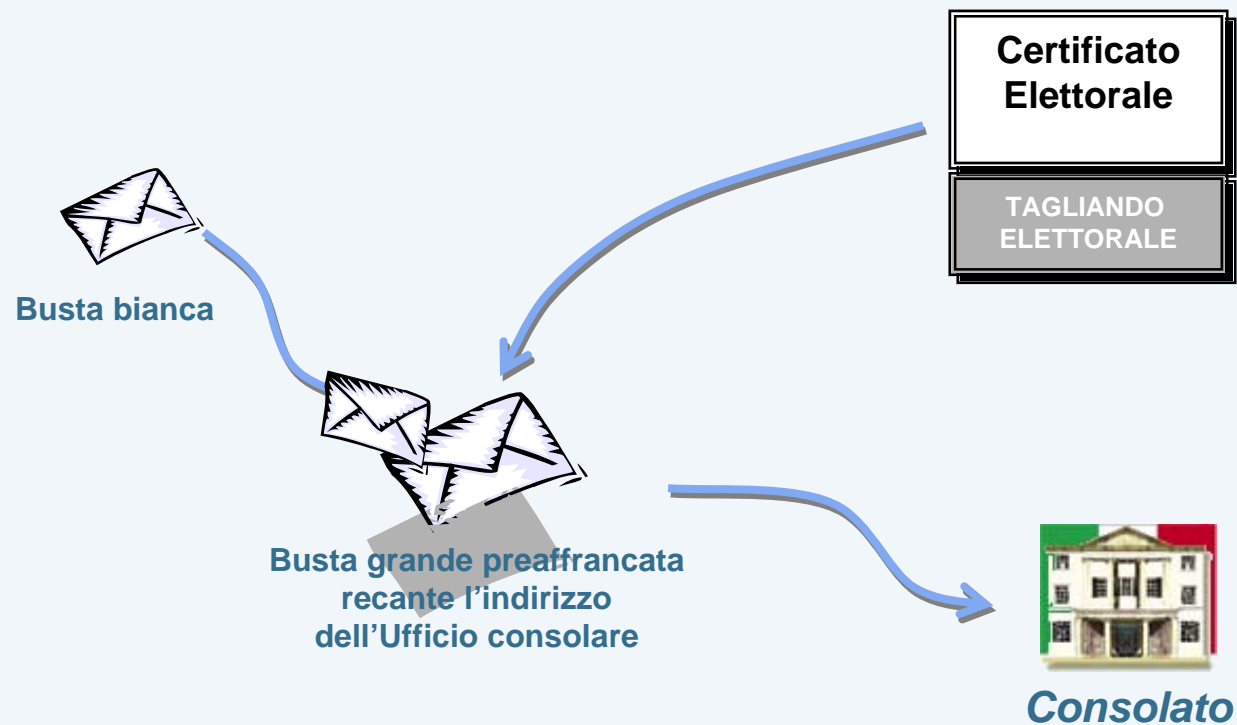 Certificato
Elettorale
TAGLIANDO
ELETTORALE
Busta bianca
Busta grande preaffrancata
recante l’indirizzo
dell’Ufficio consolare
Consolato